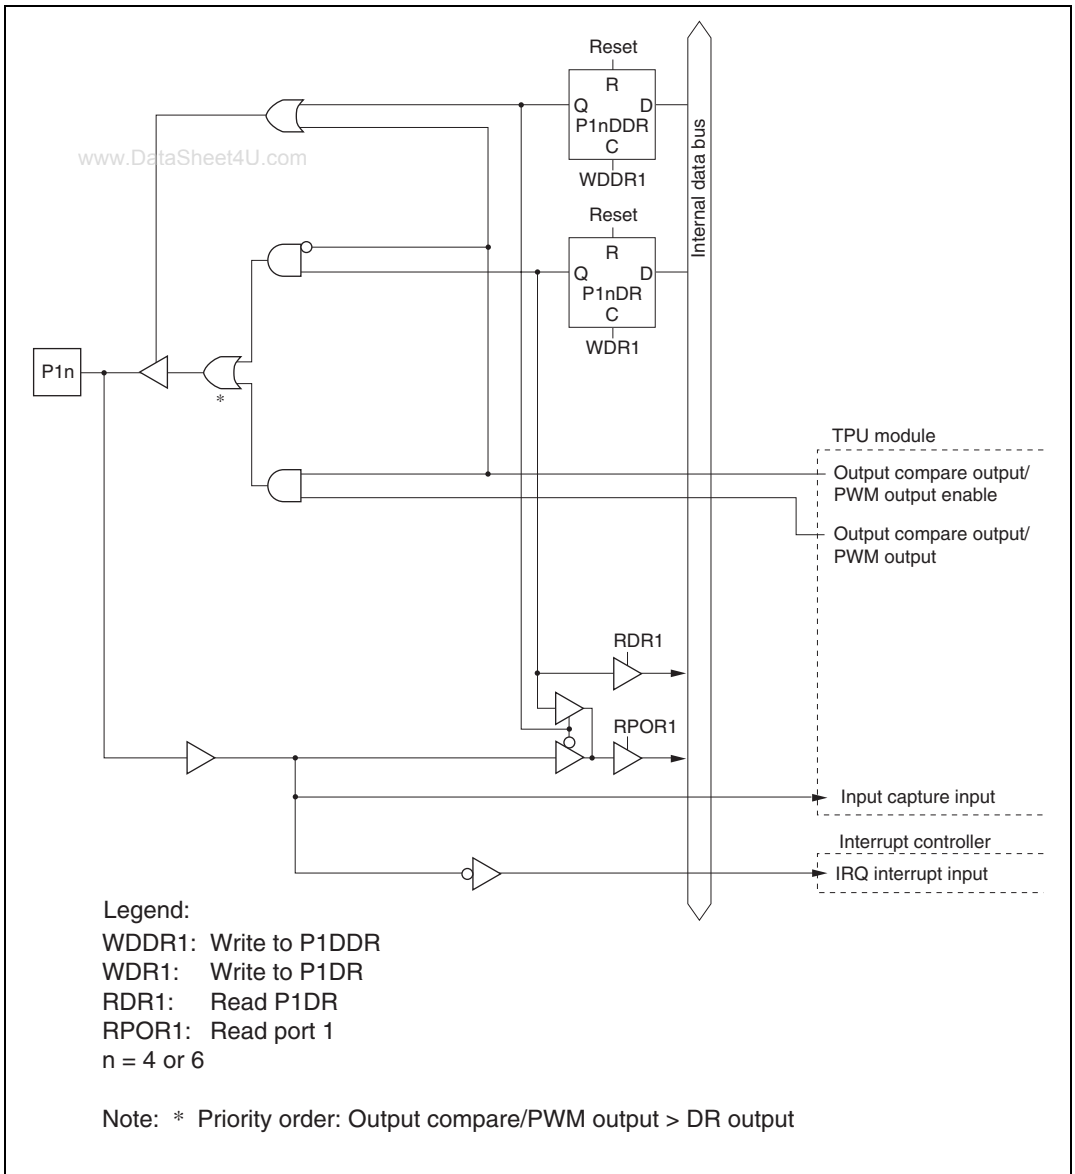 Reset
R
Q D
P1nDDR
C
WDDR1
www.DataSheet4U.com
Internal data bus
Reset
R
Q D
P1nDR
C
WDR1
P1n
*
TPU module
Output compare output/
PWM output enable
Output compare output/
PWM output
RDR1
RPOR1
Input capture input
Interrupt controller
IRQ interrupt input
Legend:
WDDR1: Write to P1DDR
WDR1: Write to P1DR
RDR1: Read P1DR
RPOR1: Read port 1
n = 4 or 6
Note: * Priority order: Output compare/PWM output > DR output